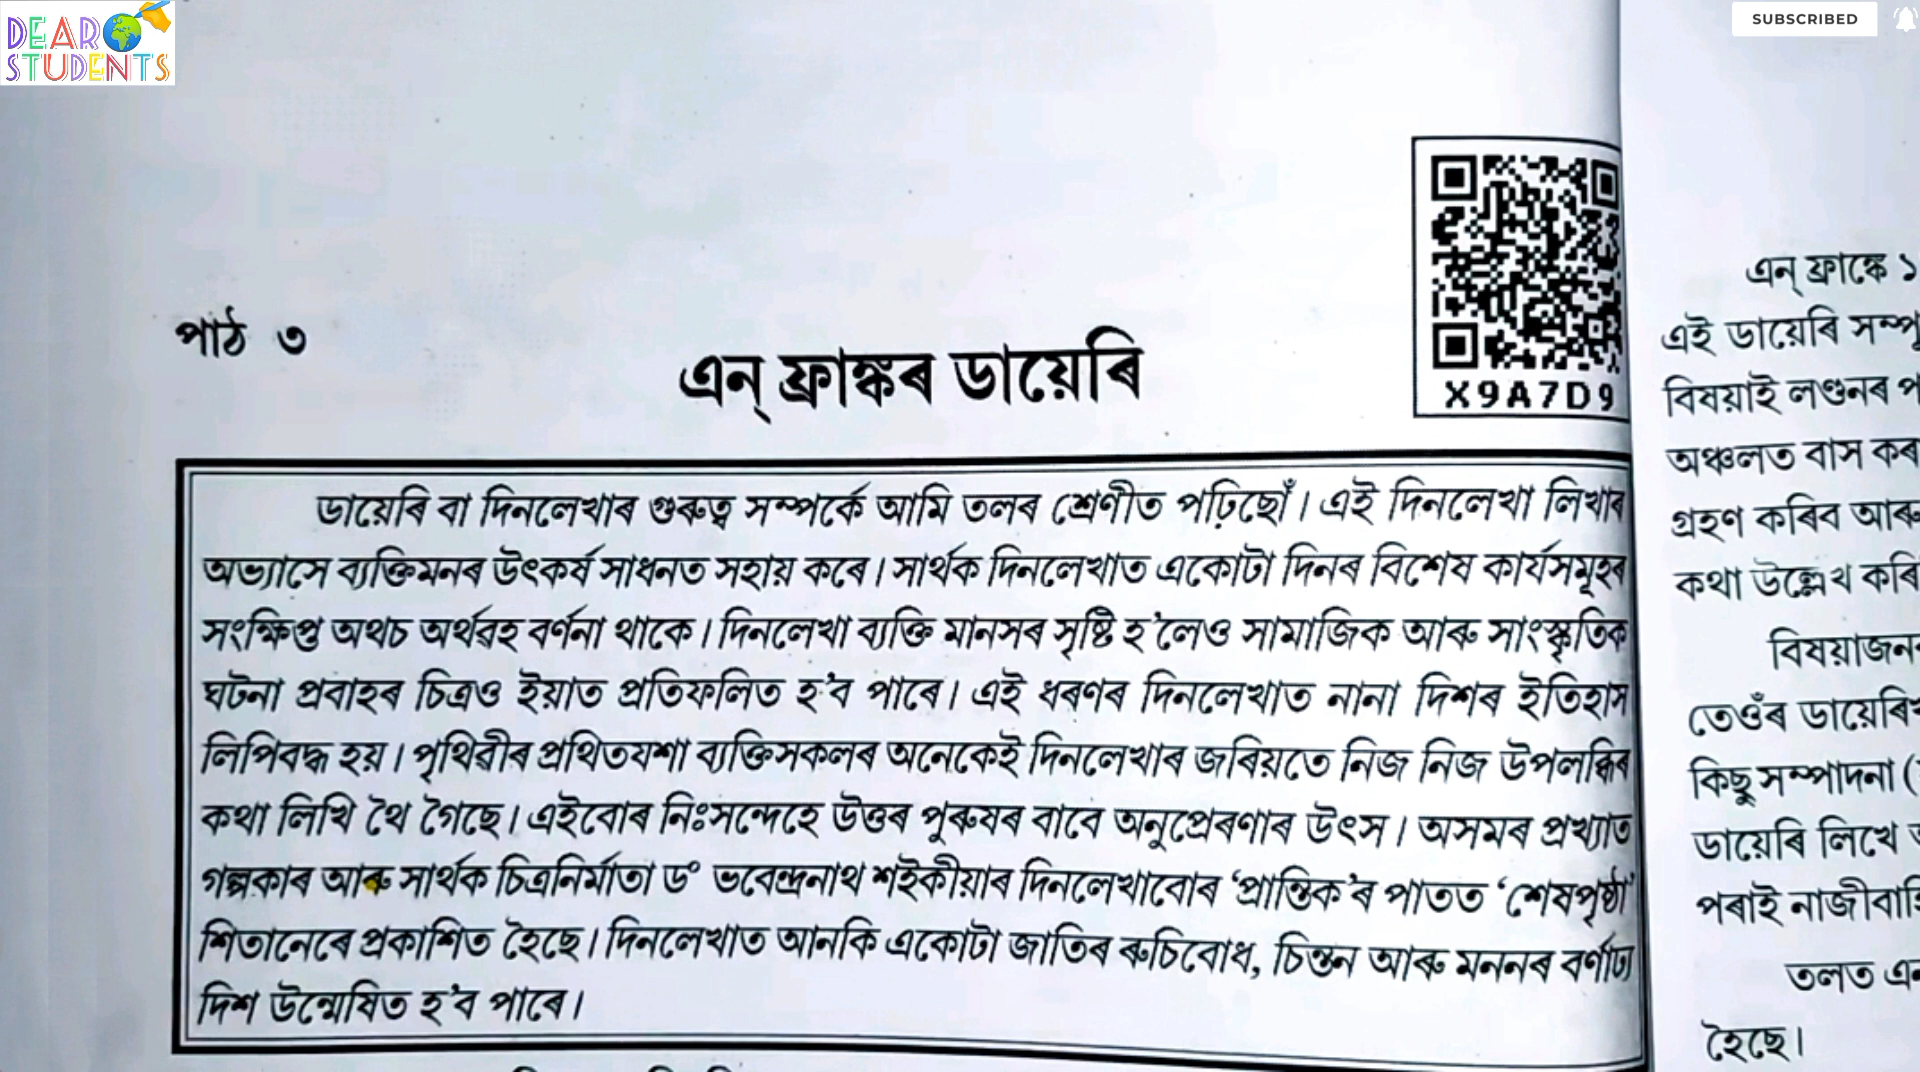 DEAR
STUDENTS
SUBSCRIBED
X9A7D9
পাঠ ৩
এন্ ফ্ৰাঙ্কৰ ডায়েৰি
ডায়েৰি বা দিনলেখাৰ গুৰুত্ব সম্পৰ্কে আমি তলৰ শ্ৰেণীত পঢ়িছোঁ। এই দিনলেখা লিখাৰ
অভ্যাসে ব্যক্তিমনৰ উৎকৰ্ষ সাধনত সহায় কৰে। সাৰ্থক দিনলেখাত একোটা দিনৰ বিশেষ কাৰ্যসমূহৰ
সংক্ষিপ্ত অথচ অৰ্থৱহ বৰ্ণনা থাকে। দিনলেখা ব্যক্তি মানসৰ সৃষ্টি হ'লেও সামাজিক আৰু সাংস্কৃতিক
ঘটনা প্ৰবাহৰ চিত্ৰও ইয়াত প্ৰতিফলিত হ'ব পাৰে। এই ধৰণৰ দিনলেখাত নানা দিশৰ ইতিহাস
লিপিবদ্ধ হয়। পৃথিৱীৰ প্ৰথিতযশা ব্যক্তিসকলৰ অনেকেই দিনলেখাৰ জৰিয়তে নিজ নিজ উপলব্ধিৰ
কথা লিখি থৈ গৈছে। এইবোৰ নিঃসন্দেহে উত্তৰ পুৰুষৰ বাবে অনুপ্ৰেৰণাৰ উৎস। অসমৰ প্ৰখ্যাত
গল্পকাৰ আৰু সাৰ্থক চিত্ৰনিৰ্মাতা ড° ভবেন্দ্ৰনাথ শইকীয়াৰ দিনলেখাবোৰ ‘প্ৰান্তিক’ৰ পাতত ‘শেষপৃষ্ঠা’
শিতানেৰে প্ৰকাশিত হৈছে। দিনলেখাত আনকি একোটা জাতিৰ ৰুচিবোধ, চিন্তন আৰু মননৰ বৰ্ণাঢ্য
দিশ উন্মেষিত হ'ব পাৰে।
এন্ ফ্ৰাঙ্কে ১
এই ডায়েৰি
বিষয়াই লণ্ডনৰ
অঞ্চলত বাস কৰ
গ্ৰহণ কৰিব আৰু
কথা উল্লেখ কৰি
বিষয়াজন
তেওঁৰ ডায়েৰি
কিছু সম্পাদনা (
ডায়েৰি লিখে
পৰাই
তলত
হৈছে।